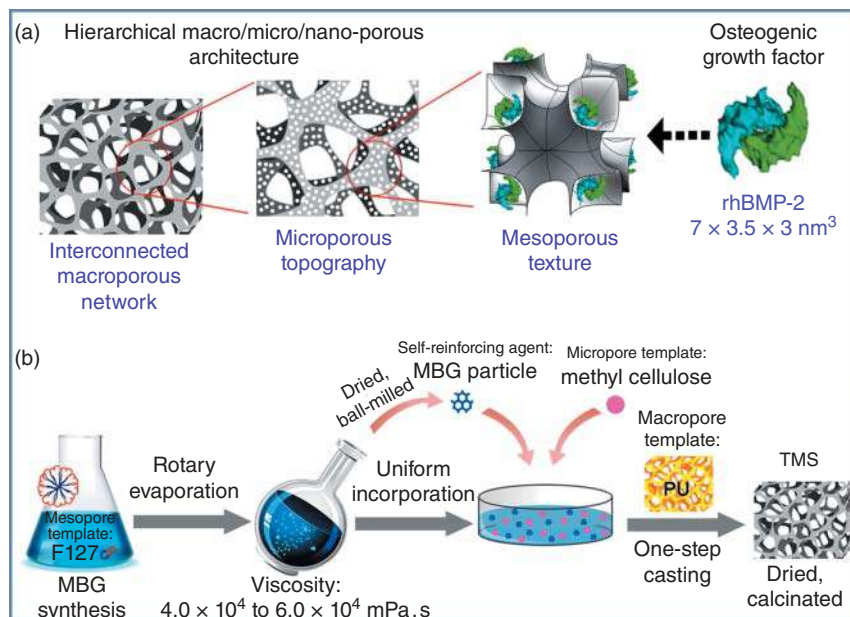 (a)
Hierarchical macro/micro/nano-porous
architecture
Osteogenic
growth factor
Interconnected
macroporous
network
Microporous
topography
Mesoporous
texture
rhBMP-2
7 × 3.5 × 3 nm³
(b)
Mesopore
template:
F127
MBG
synthesis
Rotary
evaporation
Viscosity:
4.0 × 10⁴ to 6.0 × 10⁴ mPa.s
Dried,
ball-milled
Self-reinforcing agent:
MBG particle
Micropore template:
methyl cellulose
Uniform
incorporation
Macropore
template:
PU
One-step
casting
TMS
Dried,
calcinated